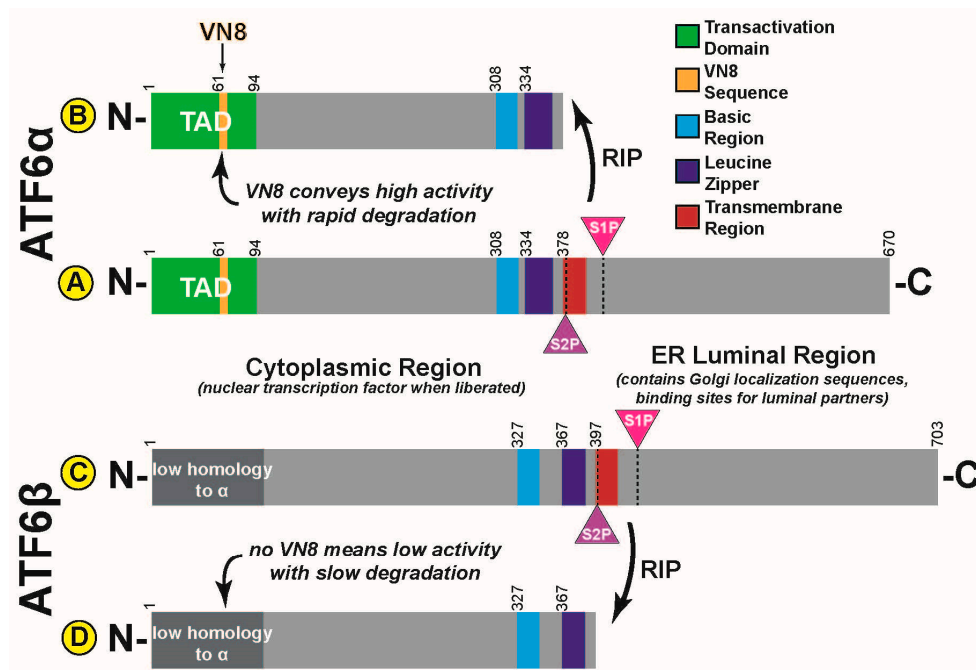 VN8
Transactivation
Domain
VN8
Sequence
Basic
Region
Leucine
Zipper
Transmembrane
Region
ATF6α
B N-
1
61
94
308
334
TAD
VN8 conveys high activity
with rapid degradation
RIP
A N-
1
61
94
308
334
378
S1P
670
TAD
-C
S2P
Cytoplasmic Region
(nuclear transcription factor when liberated)
ER Luminal Region
(contains Golgi localization sequences,
binding sites for luminal partners)
ATF6β
C N-
1
327
367
397
S1P
703
low homology
to α
-C
S2P
no VN8 means low activity
with slow degradation
RIP
D N-
1
327
367
low homology
to α